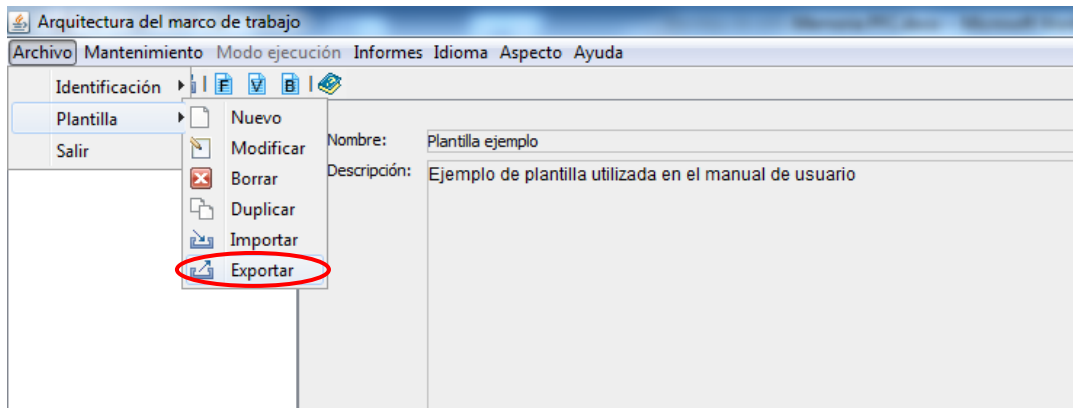 Arquitectura del marco de trabajo
Archivo Mantenimiento Modo ejecución Informes Idioma Aspecto Ayuda
Identificación
F V B
Plantilla
Salir
Nuevo
Modificar
Borrar
Duplicar
Importar
Exportar
Nombre: Plantilla ejemplo
Descripción: Ejemplo de plantilla utilizada en el manual de usuario